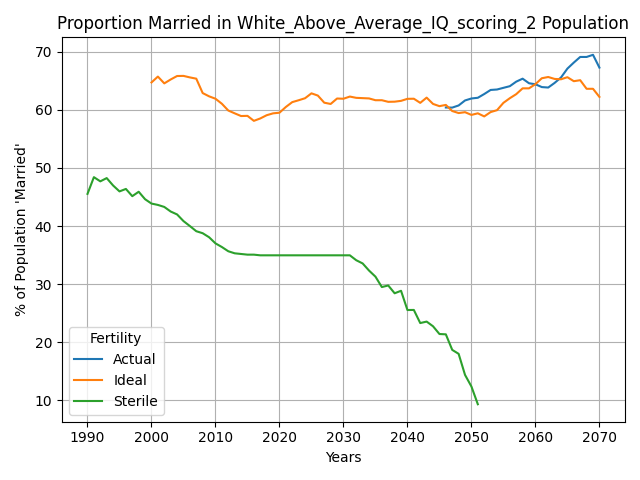 Proportion Married in White_Above_Average_IQ_scoring_2 Population
% of Population 'Married'
70
60
50
40
30
20
10
Fertility
Actual
Ideal
Sterile
1990 2000 2010 2020 2030 2040 2050 2060 2070
Years